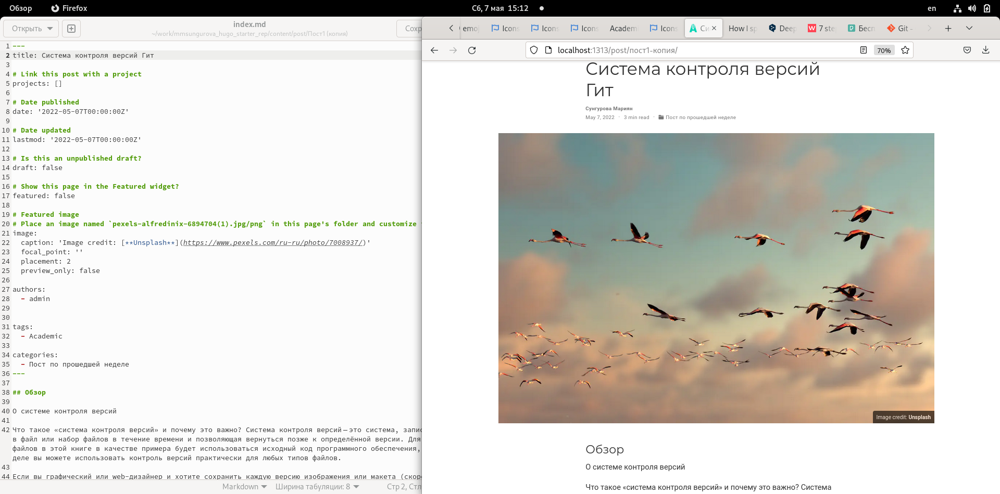 Обзор Firefox Сб, 7 мая 15:12 en
Открыть index.md
~/work/mmsungurova_hugo_starter_rep/content/post/Пост1 (копия)
1 ---
2 title: Система контроля версий Гит
3
4 # Link this post with a project
5 projects: []
6
7 # Date published
8 date: '2022-05-07T00:00:00Z'
9
10 # Date updated
11 lastmod: '2022-05-07T00:00:00Z'
12
13 # Is this an unpublished draft?
14 draft: false
15
16 # Show this page in the Featured widget?
17 featured: false
18
19 # Featured image
20 # Place an image named `pexels-alfredinix-6894704(1).jpg/png` in this page's folder and customize
21 image:
22 caption: 'Image credit: [**Unsplash**](https://www.pexels.com/ru-ru/photo/7008937/)'
23 focal_point: ''
24 placement: 2
25 preview_only: false
26
27 authors:
28 - admin
29
30
31 tags:
32 - Academic
33
34 categories:
35 - Пост по прошедшей неделе
36 ---
37
38 ## Обзор
39
40 О системе контроля версий
41
42 Что такое «система контроля версий» и почему это важно? Система контроля версий — это система, запис
в файл или набор файлов в течение времени и позволяющая вернуться позже к определённой версии. Для
файлов в этой книге в качестве примера будет использоваться исходный код программного обеспечения,
деле вы можете использовать контроль версий практически для любых типов файлов.
43
44 Если вы графический или web-дизайнер и хотите сохранить каждую версию изображения или макета (скор
Markdown Ширина табуляции: 8 Стр 2, Стл
emoj Icons Icons Icons Academi Icons Си How I sp Deep 7 ste Бесп Git -
localhost:1313/post/пост1-копия/ 70%
Система контроля версий
Гит
Сунгурова Мариян
May 7, 2022 · 3 min read · Пост по прошедшей неделе
Image credit: Unsplash
Обзор
О системе контроля версий
Что такое «система контроля версий» и почему это важно? Система